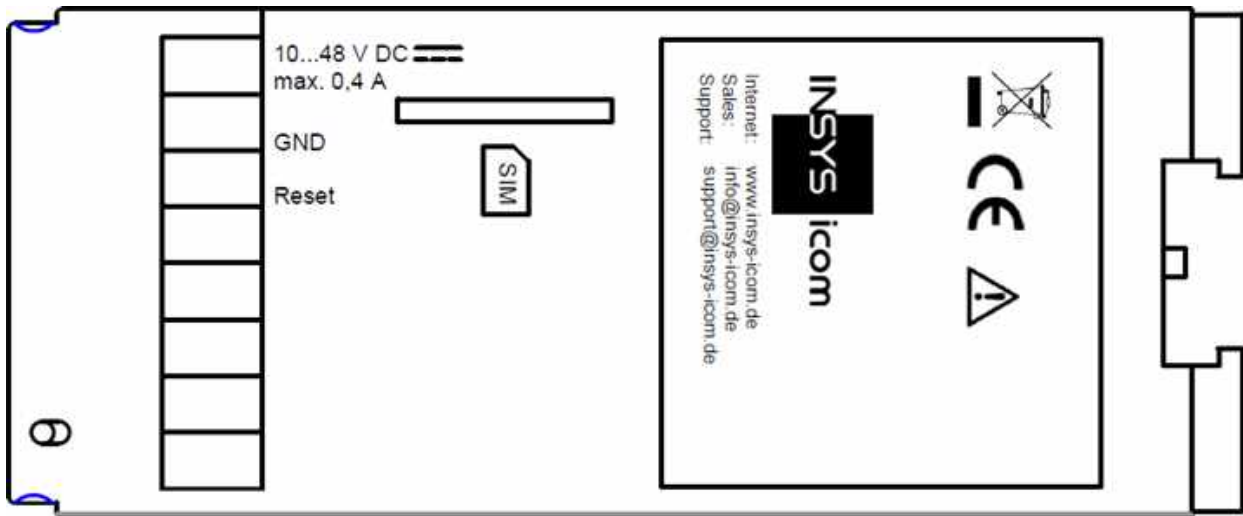 10...48 V DC
max. 0,4 A
GND
Reset
SIM
INSYS icom
Internet: www.insys-icom.de
Sales: info@insys-icom.de
Support: support@insys-icom.de
CE